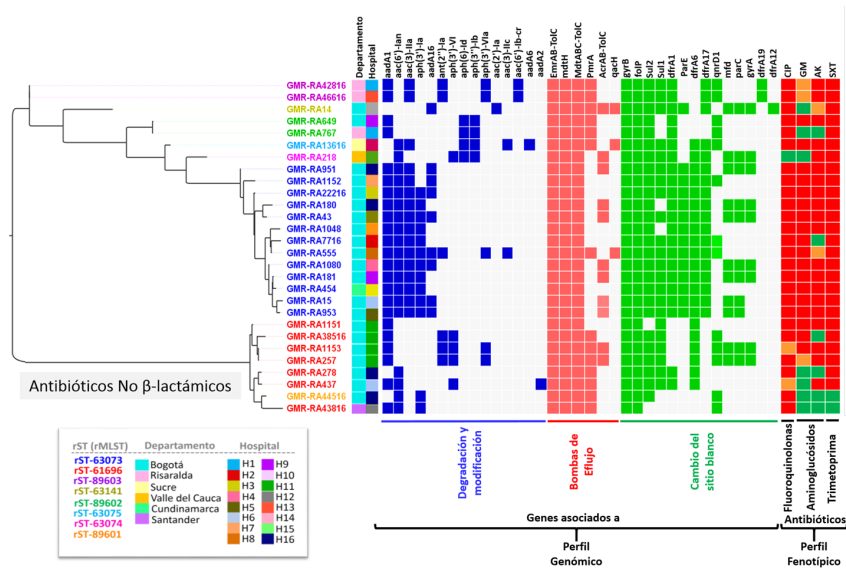 Departamento
Hospital
aadA1
aac(6')-Ian
aac(3)-IIa
aph(3')-Ia
aadA16
ant(2'')-Ia
aph(3')-VI
aph(6)-Id
aph(3'')-Ib
aph(3')-VIa
aac(2')-Ia
aac(3)-IIc
aac(6')-Ib-cr
aadA6
aadA2
EmrAB-TolC
mdtH
MdtABC-TolC
PmrA
AcrAB-TolC
qacH
gyrB
folP
Sul2
Sul1
dfrA1
ParE
dfrA6
dfrA17
qnrD1
mfd
parC
gyrA
dfrA19
dfrA12
CIP
GM
AK
SXT
GMR-RA42816
GMR-RA46616
GMR-RA14
GMR-RA649
GMR-RA767
GMR-RA13616
GMR-RA218
GMR-RA951
GMR-RA1152
GMR-RA22216
GMR-RA180
GMR-RA43
GMR-RA1048
GMR-RA7716
GMR-RA555
GMR-RA1080
GMR-RA181
GMR-RA454
GMR-RA15
GMR-RA953
GMR-RA1151
GMR-RA38516
GMR-RA1153
GMR-RA257
GMR-RA278
GMR-RA437
GMR-RA44516
GMR-RA43816
Antibióticos No β-lactámicos
rST (rMLST)
rST-63073
rST-61696
rST-89603
rST-63141
rST-89602
rST-63075
rST-63074
rST-89601
Departamento
Bogotá
Risaralda
Sucre
Valle del Cauca
Cundinamarca
Santander
Hospital
H1
H2
H3
H4
H5
H6
H7
H8
H9
H10
H11
H12
H13
H14
H15
H16
Degradación y
modificación
Bombas de
Eflujo
Cambio del
sitio blanco
Fluoroquinolonas
Aminoglucósidos
Trimetoprima
Genes asociados a
Antibióticos
Perfil
Genómico
Perfil
Fenotípico